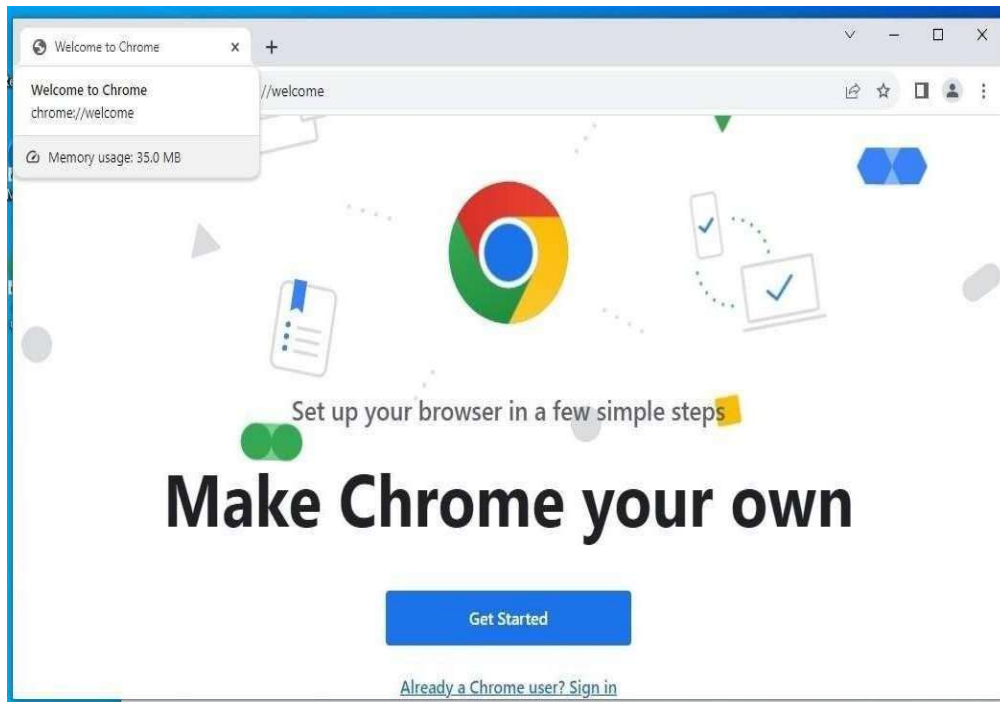 Welcome to Chrome
Welcome to Chrome
chrome://welcome
Memory usage: 35.0 MB
//welcome
Set up your browser in a few simple steps
Make Chrome your own
Get Started
Already a Chrome user? Sign in